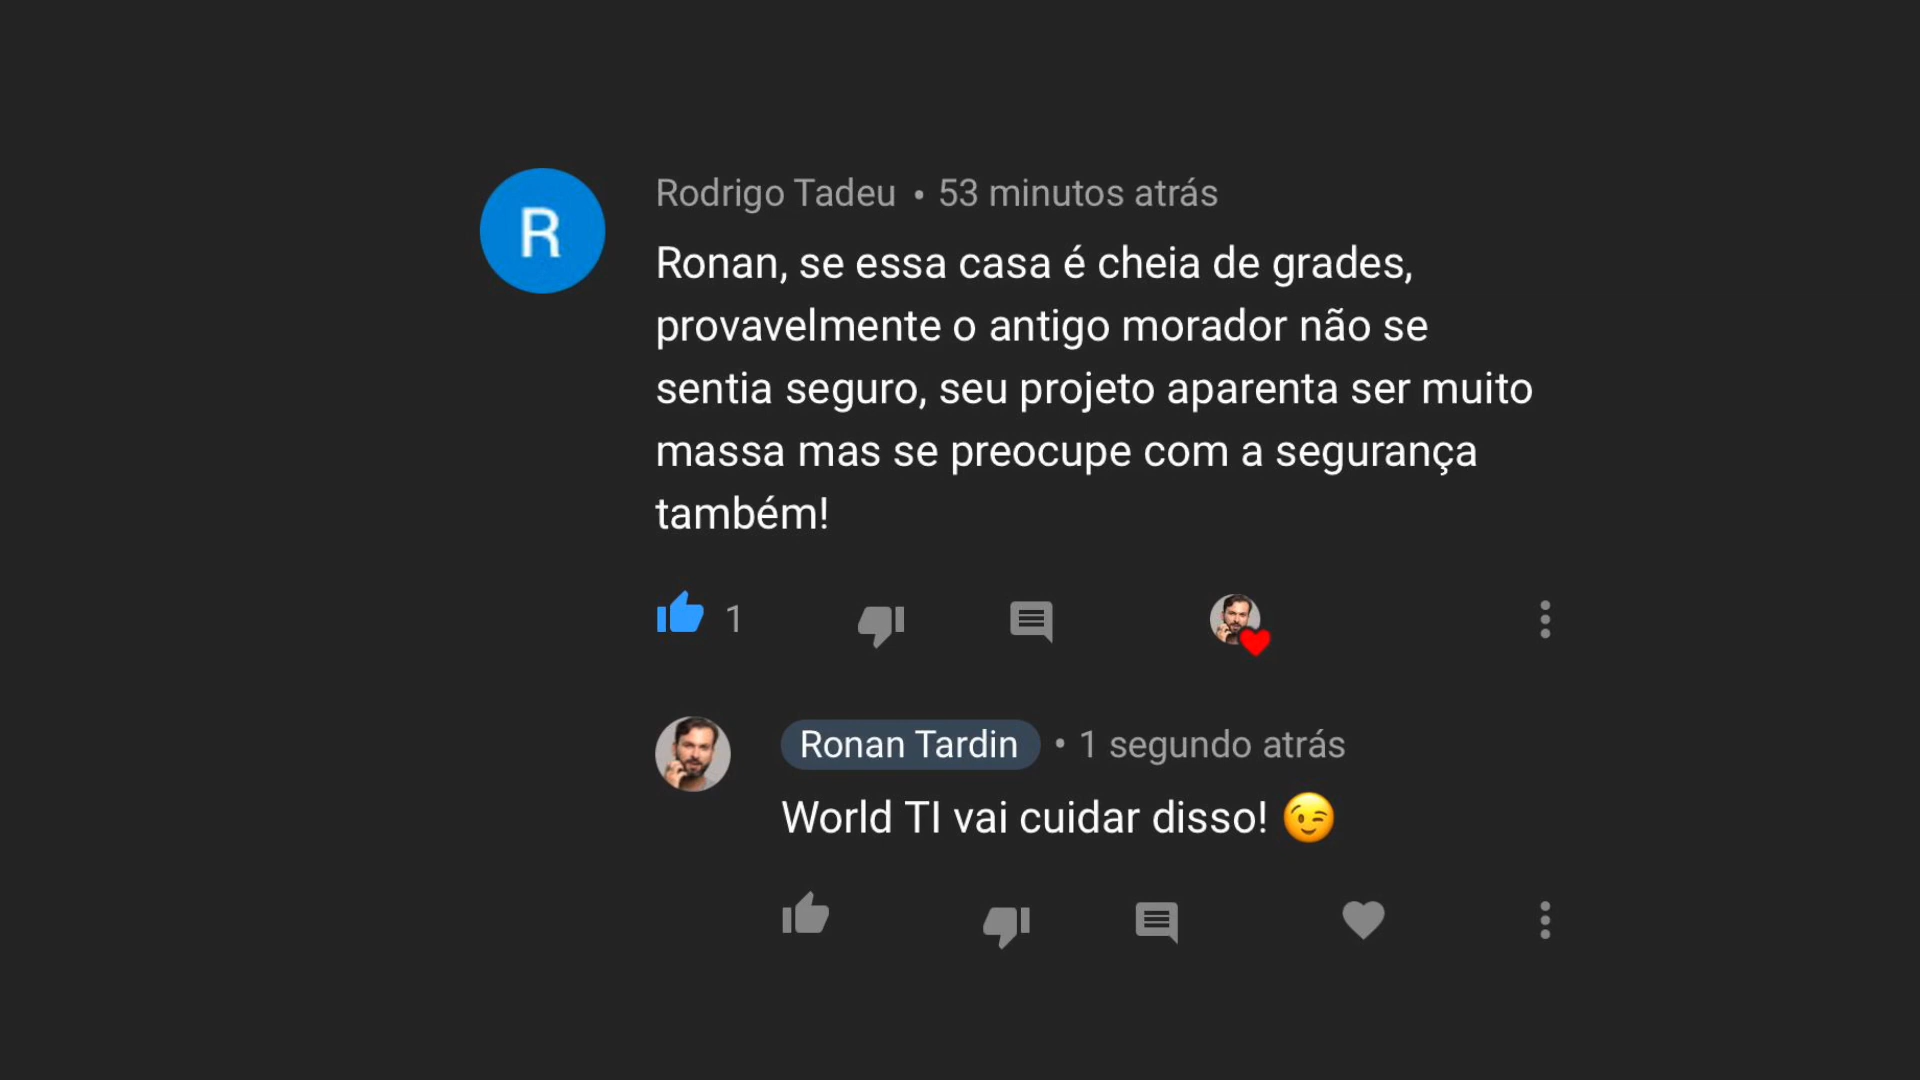 R
Rodrigo Tadeu • 53 minutos atrás
Ronan, se essa casa é cheia de grades,
provavelmente o antigo morador não se
sentia seguro, seu projeto aparenta ser muito
massa mas se preocupe com a segurança
também!
1
Ronan Tardin • 1 segundo atrás
World TI vai cuidar disso! 😉